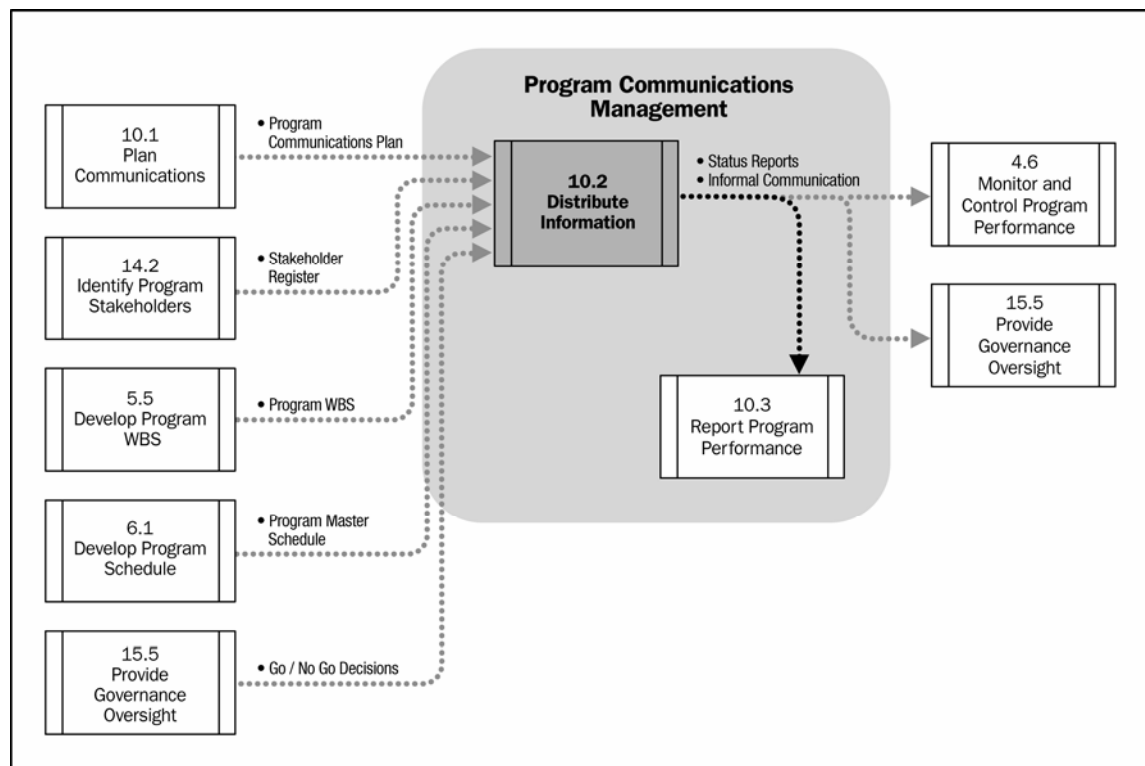 Program Communications
Management
10.1
Plan
Communications
• Program
Communications Plan
14.2
Identify Program
Stakeholders
• Stakeholder
Register
5.5
Develop Program
WBS
• Program WBS
6.1
Develop Program
Schedule
• Program Master
Schedule
15.5
Provide
Governance
Oversight
• Go / No Go Decisions
10.2
Distribute
Information
• Status Reports
• Informal Communication
10.3
Report Program
Performance
4.6
Monitor and
Control Program
Performance
15.5
Provide
Governance
Oversight